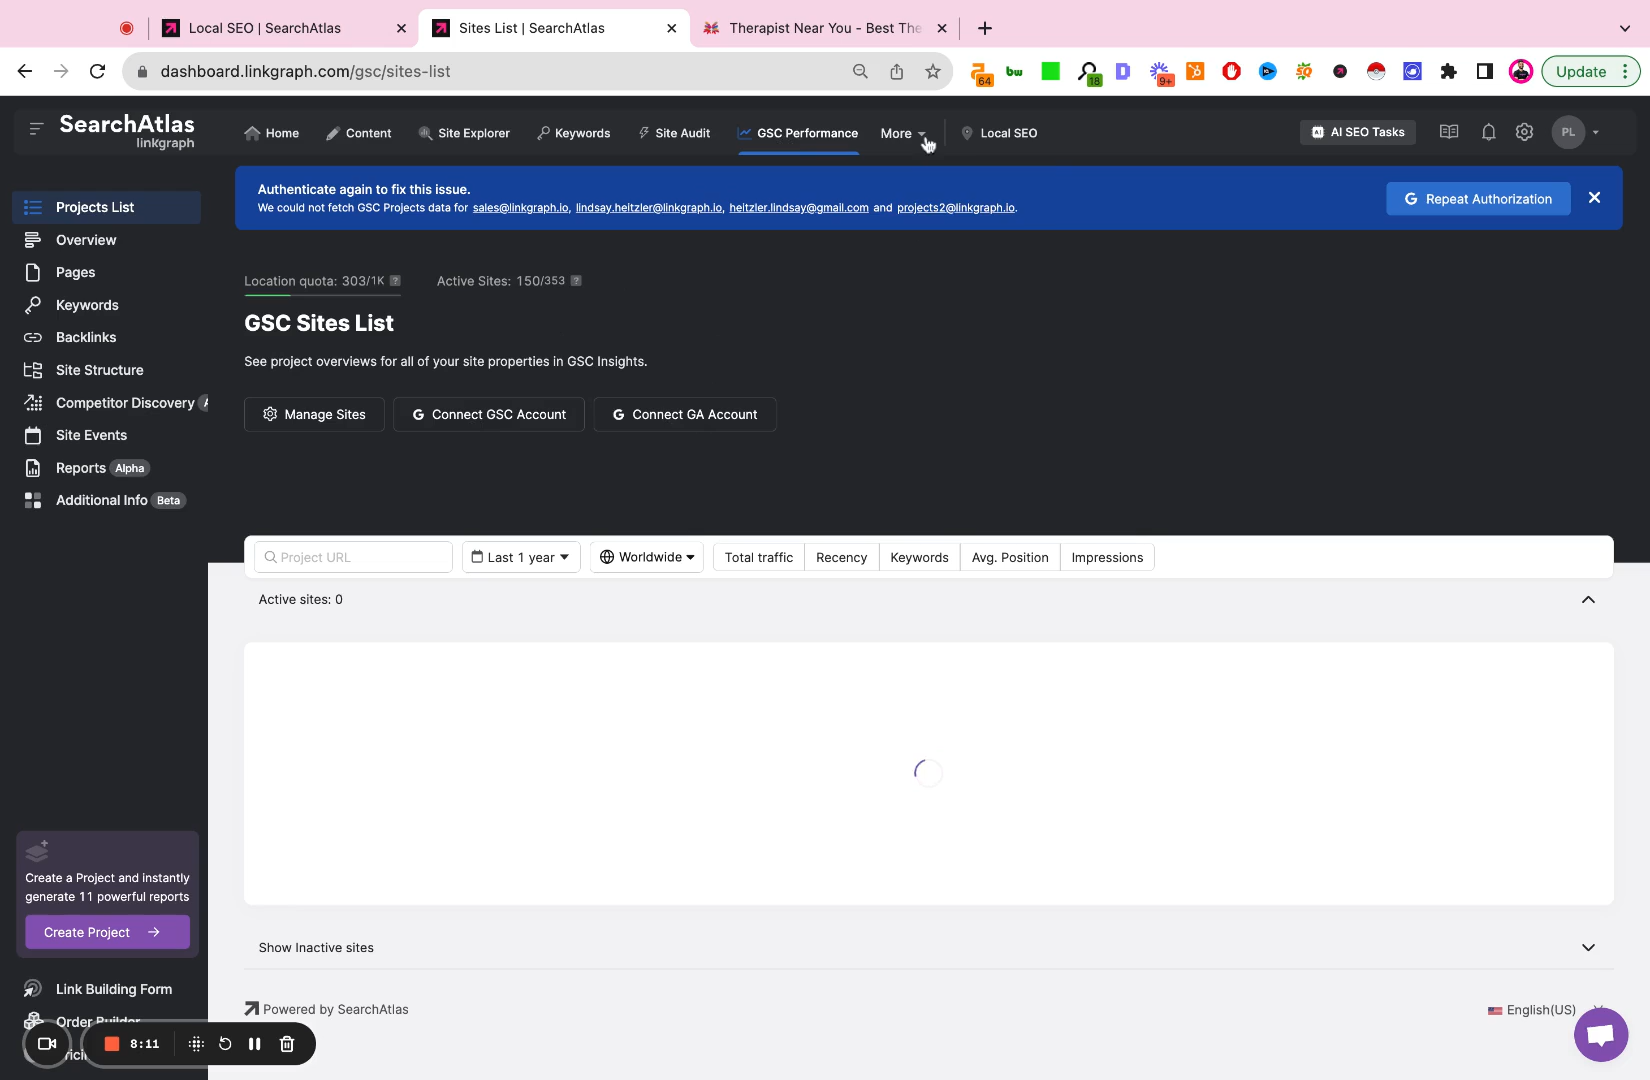 Local SEO | SearchAtlas
Sites List | SearchAtlas
Therapist Near You - Best The
dashboard.linkgraph.com/gsc/sites-list
64
bw
18
9+
Update
SearchAtlas
linkgraph
Home
Content
Site Explorer
Keywords
Site Audit
GSC Performance
More
Local SEO
AI SEO Tasks
PL
Authenticate again to fix this issue.
We could not fetch GSC Projects data for sales@linkgraph.io, lindsay.heitzler@linkgraph.io, heitzler.lindsay@gmail.com and projects2@linkgraph.io.
Repeat Authorization
Projects List
Overview
Pages
Keywords
Backlinks
Site Structure
Competitor Discovery A
Site Events
Reports Alpha
Additional Info Beta
Location quota: 303/1K ?
Active Sites: 150/353 ?
GSC Sites List
See project overviews for all of your site properties in GSC Insights.
Manage Sites
Connect GSC Account
Connect GA Account
Project URL
Last 1 year
Worldwide
Total traffic
Recency
Keywords
Avg. Position
Impressions
Active sites: 0
Show Inactive sites
Powered by SearchAtlas
English(US)
Create a Project and instantly
generate 11 powerful reports
Create Project
Link Building Form
Order Builder
8:11